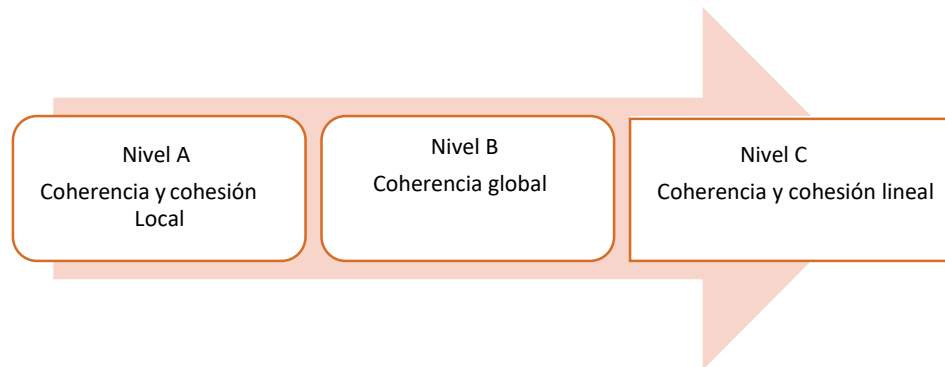 Nivel A
Coherencia y cohesión
Local
Nivel B
Coherencia global
Nivel C
Coherencia y cohesión lineal